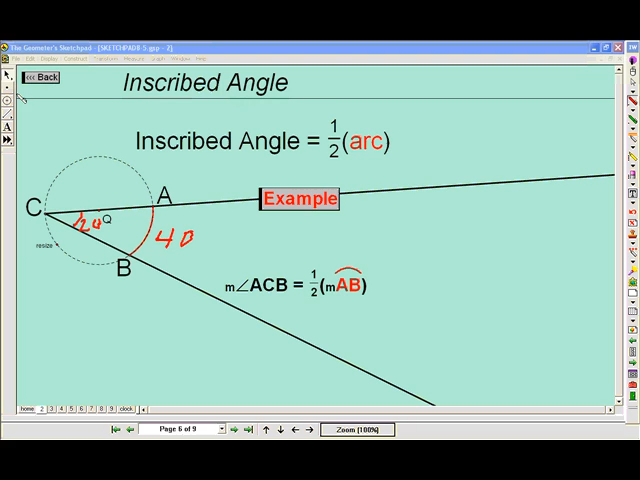 The Geometer's Sketchpad - [SKETCHPAD8-5.gsp - 2]
File Edit Display Construct Transform Measure Graph Window Help
<<< Back
Inscribed Angle
Inscribed Angle = 1/2(arc)
A
C
Example
20
Q
40
resize
B
m∠ACB = 1/2(mAB)
home 2 3 4 5 6 7 8 9 clock
Page 6 of 9
Zoom [100%]